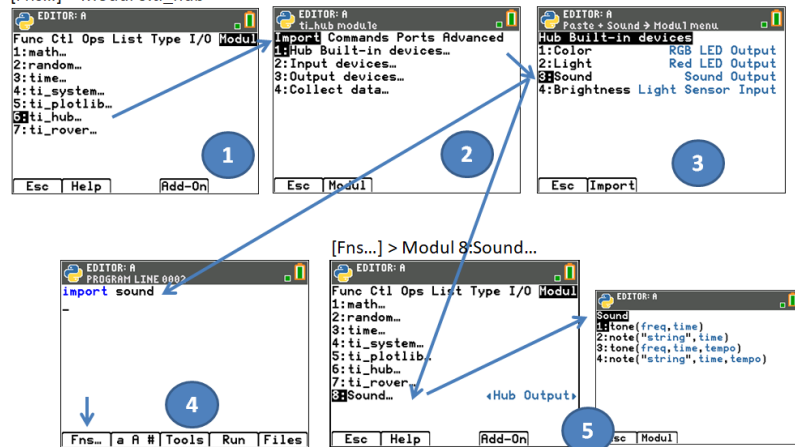 EDITOR: A
Func Ctl Ops List Type I/O Modul
1:math…
2:random…
3:time…
4:ti_system…
5:ti_plotlib…
6:ti_hub…
7:ti_rover…
1
Esc Help Add-On
EDITOR: A
ti_hub module
Import Commands Ports Advanced
1:Hub Built-in devices…
2:Input devices…
3:Output devices…
4:Collect data…
2
Esc Modul
EDITOR: A
Paste + Sound → Modul menu
Hub Built-in devices
1:Color RGB LED Output
2:Light Red LED Output
3:Sound Sound Output
4:Brightness Light Sensor Input
3
Esc Import
EDITOR: A
PROGRAM LINE 0002
import sound
4
Fns… a A # Tools Run Files
[Fns…] > Modul 8:Sound…
EDITOR: A
Func Ctl Ops List Type I/O Modul
1:math…
2:random…
3:time…
4:ti_system…
5:ti_plotlib…
6:ti_hub…
7:ti_rover…
8:Sound… Hub Output
5
Esc Help Add-On
EDITOR: A
Sound
1:tone(freq,time)
2:note("string",time)
3:tone(freq,time,tempo)
4:note("string",time,tempo)
Modul